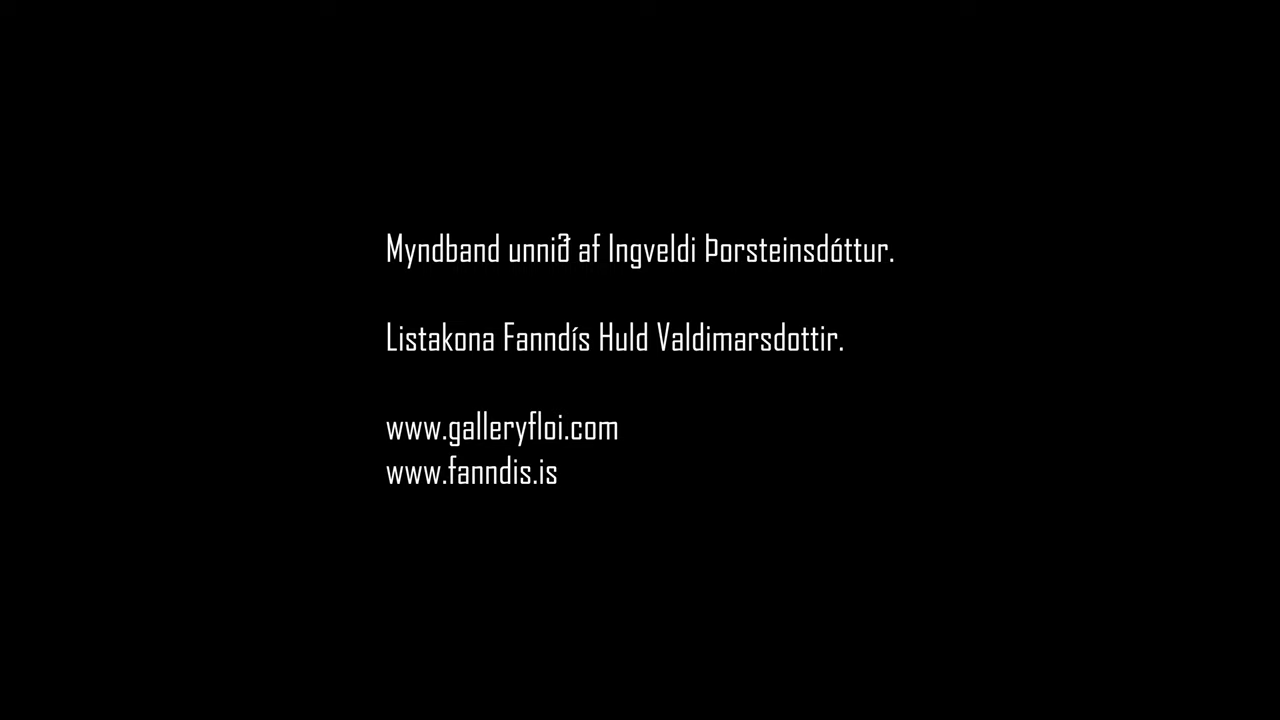 Myndband unnið af Ingveldi Þorsteinsdóttur.
Listakona Fanndís Huld Valdimarsdottir.
www.galleryfloi.com
www.fanndis.is